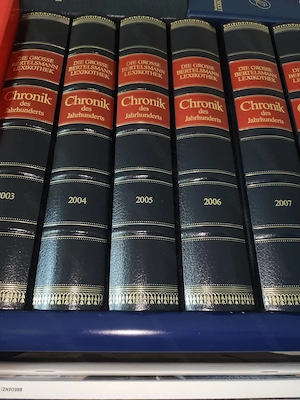 DIE GROSSE
BERTELSMANN
LEXIKOTHEK
Chronik
des
Jahrhunderts
2003
DIE GROSSE
BERTELSMANN
LEXIKOTHEK
Chronik
des
Jahrhunderts
2004
DIE GROSSE
BERTELSMANN
LEXIKOTHEK
Chronik
des
Jahrhunderts
2005
DIE GROSSE
BERTELSMANN
LEXIKOTHEK
Chronik
des
Jahrhunderts
2006
DIE GROSSE
BERTELSMANN
LEXIKOTHEK
Chronik
des
Jahrhunderts
2007